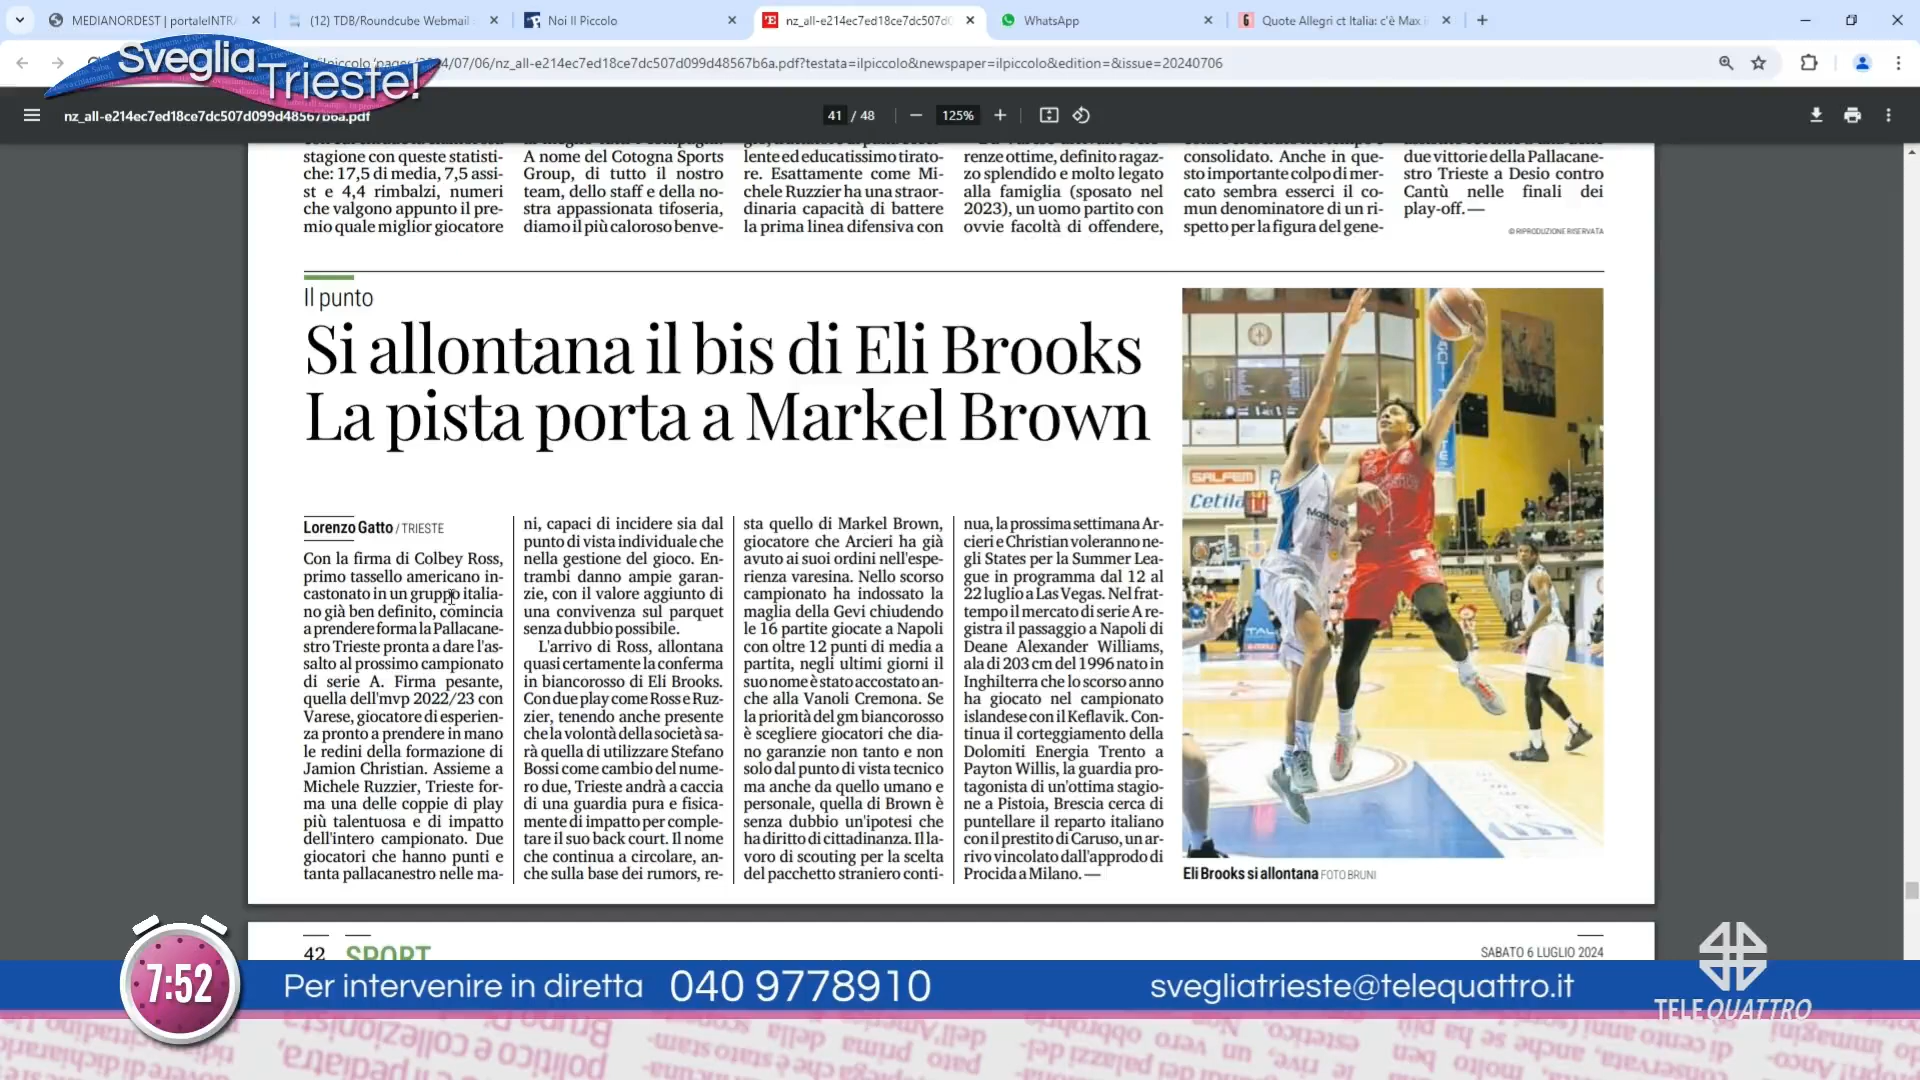 MEDIANORDEST | portaleINTRA
(12) TDB/Roundcube Webmail
Noi Il Piccolo
nz_all-e214ec7ed18ce7dc507d0
WhatsApp
Quote Allegri ct Italia: c'è Max i
/07/06/nz_all-e214ec7ed18ce7dc507d099d48567b6a.pdf?testata=ilpiccolo&newspaper=ilpiccolo&edition=&issue=20240706
Sveglia
Trieste!
nz_all-e214ec7ed18ce7dc507d099d48567b6a.pdf
41 / 48
125%
stagione con queste statisti-
che: 17,5 di media, 7,5 assi-
st e 4,4 rimbalzi, numeri
che valgono appunto il pre-
mio quale miglior giocatore
A nome del Cotogna Sports
Group, di tutto il nostro
team, dello staff e della no-
stra appassionata tifoseria,
diamo il più caloroso benve-
lente ed educatissimo tirato-
re. Esattamente come Mi-
chele Ruzzier ha una straor-
dinaria capacità di battere
la prima linea difensiva con
renze ottime, definito ragaz-
zo splendido e molto legato
alla famiglia (sposato nel
2023), un uomo partito con
ovvie facoltà di offendere,
consolidato. Anche in que-
sto importante colpo di mer-
cato sembra esserci il co-
mun denominatore di un ri-
spetto per la figura del gene-
due vittorie della Pallacane-
stro Trieste a Desio contro
Cantù nelle finali dei
play-off.—
© RIPRODUZIONE RISERVATA
Il punto
Si allontana il bis di Eli Brooks
La pista porta a Markel Brown
Lorenzo Gatto / TRIESTE
Con la firma di Colbey Ross,
primo tassello americano in-
castonato in un gruppo italia-
no già ben definito, comincia
a prendere forma la Pallacane-
stro Trieste pronta a dare l'as-
salto al prossimo campionato
di serie A. Firma pesante,
quella dell'mvp 2022/23 con
Varese, giocatore di esperien-
za pronto a prendere in mano
le redini della formazione di
Jamion Christian. Assieme a
Michele Ruzzier, Trieste for-
ma una delle coppie di play
più talentuosa e di impatto
dell'intero campionato. Due
giocatori che hanno punti e
tanta pallacanestro nelle ma-
ni, capaci di incidere sia dal
punto di vista individuale che
nella gestione del gioco. En-
trambi danno ampie garan-
zie, con il valore aggiunto di
una convivenza sul parquet
senza dubbio possibile.
L'arrivo di Ross, allontana
quasi certamente la conferma
in biancorosso di Eli Brooks.
Con due play come Ross e Ruz-
zier, tenendo anche presente
che la volontà della società sa-
rà quella di utilizzare Stefano
Bossi come cambio del nume-
ro due, Trieste andrà a caccia
di una guardia pura e fisica-
mente di impatto per comple-
tare il suo back court. Il nome
che continua a circolare, an-
che sulla base dei rumors, re-
sta quello di Markel Brown,
giocatore che Arcieri ha già
avuto ai suoi ordini nell'espe-
rienza varesina. Nello scorso
campionato ha indossato la
maglia della Gevi chiudendo
le 16 partite giocate a Napoli
con oltre 12 punti di media a
partita, negli ultimi giorni il
suo nome è stato accostato an-
che alla Vanoli Cremona. Se
la priorità del gm biancorosso
è scegliere giocatori che dia-
no garanzie non tanto e non
solo dal punto di vista tecnico
ma anche da quello umano e
personale, quella di Brown è
senza dubbio un'ipotesi che
ha diritto di cittadinanza. Il la-
voro di scouting per la scelta
del pacchetto straniero conti-
nua, la prossima settimana Ar-
cieri e Christian voleranno ne-
gli States per la Summer Lea-
gue in programma dal 12 al
22 luglio a Las Vegas. Nel frat-
tempo il mercato di serie A re-
gistra il passaggio a Napoli di
Deane Alexander Williams,
ala di 203 cm del 1996 nato in
Inghilterra che lo scorso anno
ha giocato nel campionato
islandese con il Keflavik. Con-
tinua il corteggiamento della
Dolomiti Energia Trento a
Payton Willis, la guardia pro-
tagonista di un'ottima stagio-
ne a Pistoia, Brescia cerca di
puntellare il reparto italiano
con il prestito di Caruso, un ar-
rivo vincolato dall'approdo di
Procida a Milano.—
SAIPEM
Cetila
Eli Brooks si allontana FOTO BRUNI
42 SPORT
SABATO 6 LUGLIO 2024
7:52
Per intervenire in diretta 040 9778910
svegliatrieste@telequattro.it
TELEQUATTRO